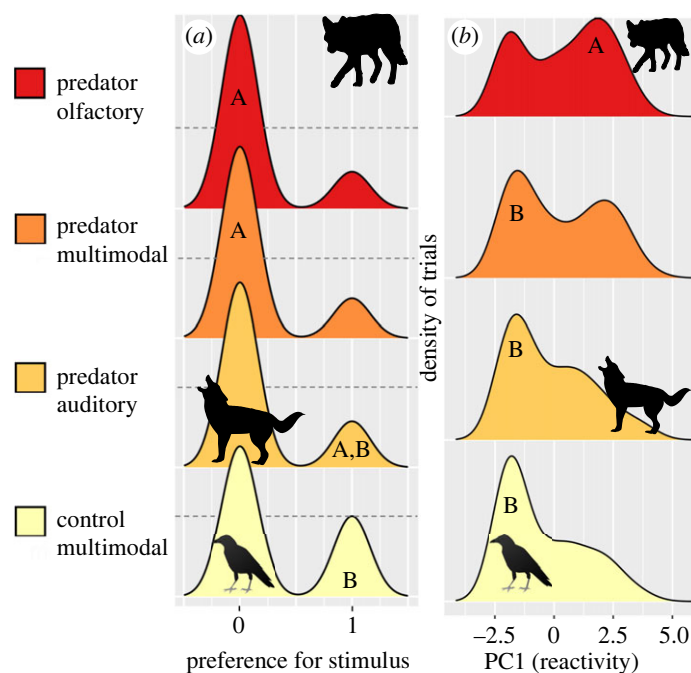 (a)
(b)
predator
olfactory
predator
multimodal
predator
auditory
control
multimodal
A
A
A,B
B
0
1
preference for stimulus
density of trials
A
B
B
B
−2.5
0
2.5
5.0
PC1 (reactivity)